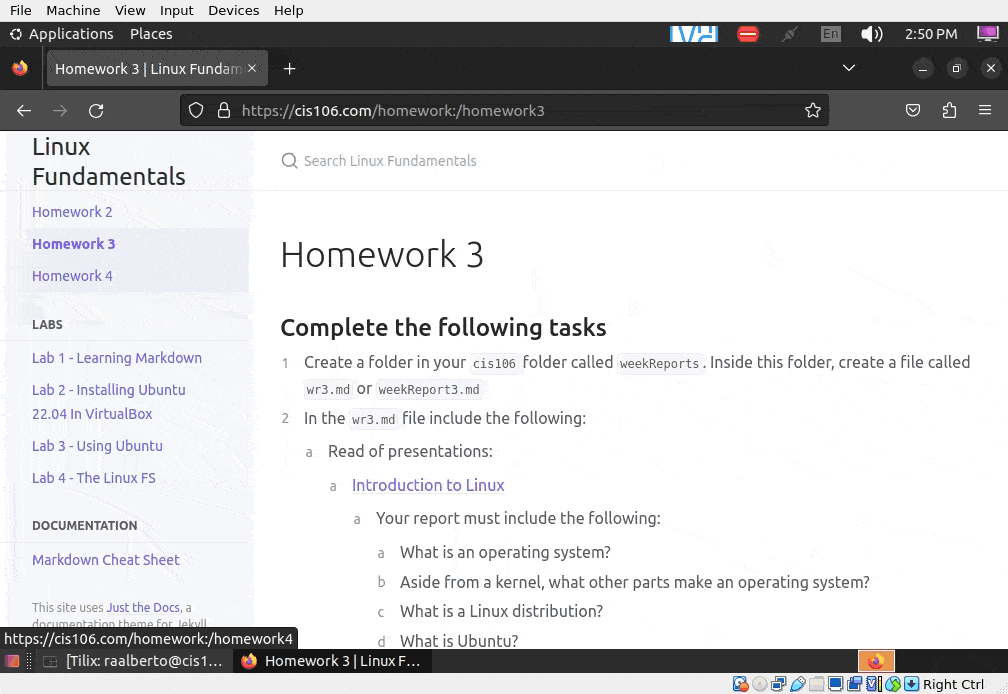 File Machine View Input Devices Help
Applications Places En 2:50 PM
Homework 3 | Linux Fundam
https://cis106.com/homework:/homework3
Linux
Fundamentals
Search Linux Fundamentals
Homework 2
Homework 3
Homework 4
LABS
Lab 1 - Learning Markdown
Lab 2 - Installing Ubuntu
22.04 In VirtualBox
Lab 3 - Using Ubuntu
Lab 4 - The Linux FS
DOCUMENTATION
Markdown Cheat Sheet
This site uses Just the Docs, a
documentation theme for Jekyll
Homework 3
Complete the following tasks
1 Create a folder in your cis106 folder called weekReports. Inside this folder, create a file called
wr3.md or weekReport3.md
2 In the wr3.md file include the following:
a Read of presentations:
a Introduction to Linux
a Your report must include the following:
a What is an operating system?
b Aside from a kernel, what other parts make an operating system?
c What is a Linux distribution?
d What is Ubuntu?
https://cis106.com/homework:/homework4
[Tilix: raalberto@cis1... Homework 3 | Linux F...
Right Ctrl